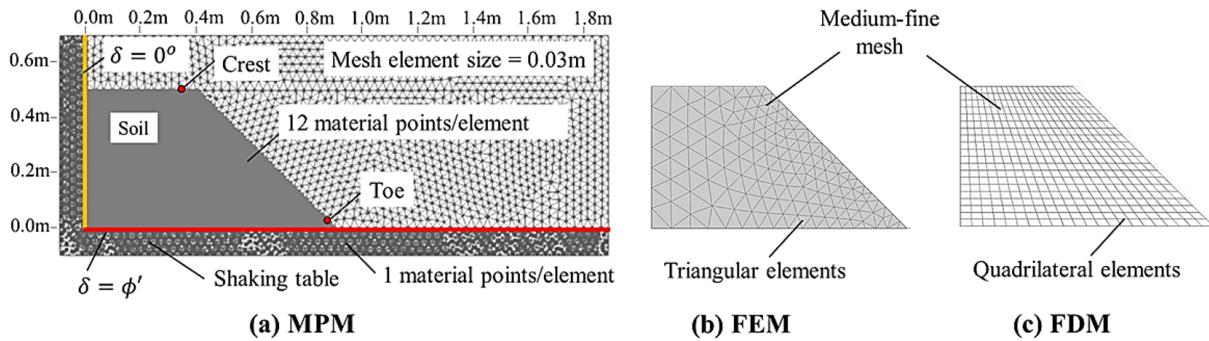 0.0m 0.2m 0.4m 0.6m 0.8m 1.0m 1.2m 1.4m 1.6m 1.8m
0.6m
0.4m
0.2m
0.0m
δ = 0°
Crest
Mesh element size = 0.03m
Soil
12 material points/element
Toe
δ = ϕ′
Shaking table
1 material points/element
(a) MPM
Medium-fine
mesh
Triangular elements
(b) FEM
Quadrilateral elements
(c) FDM